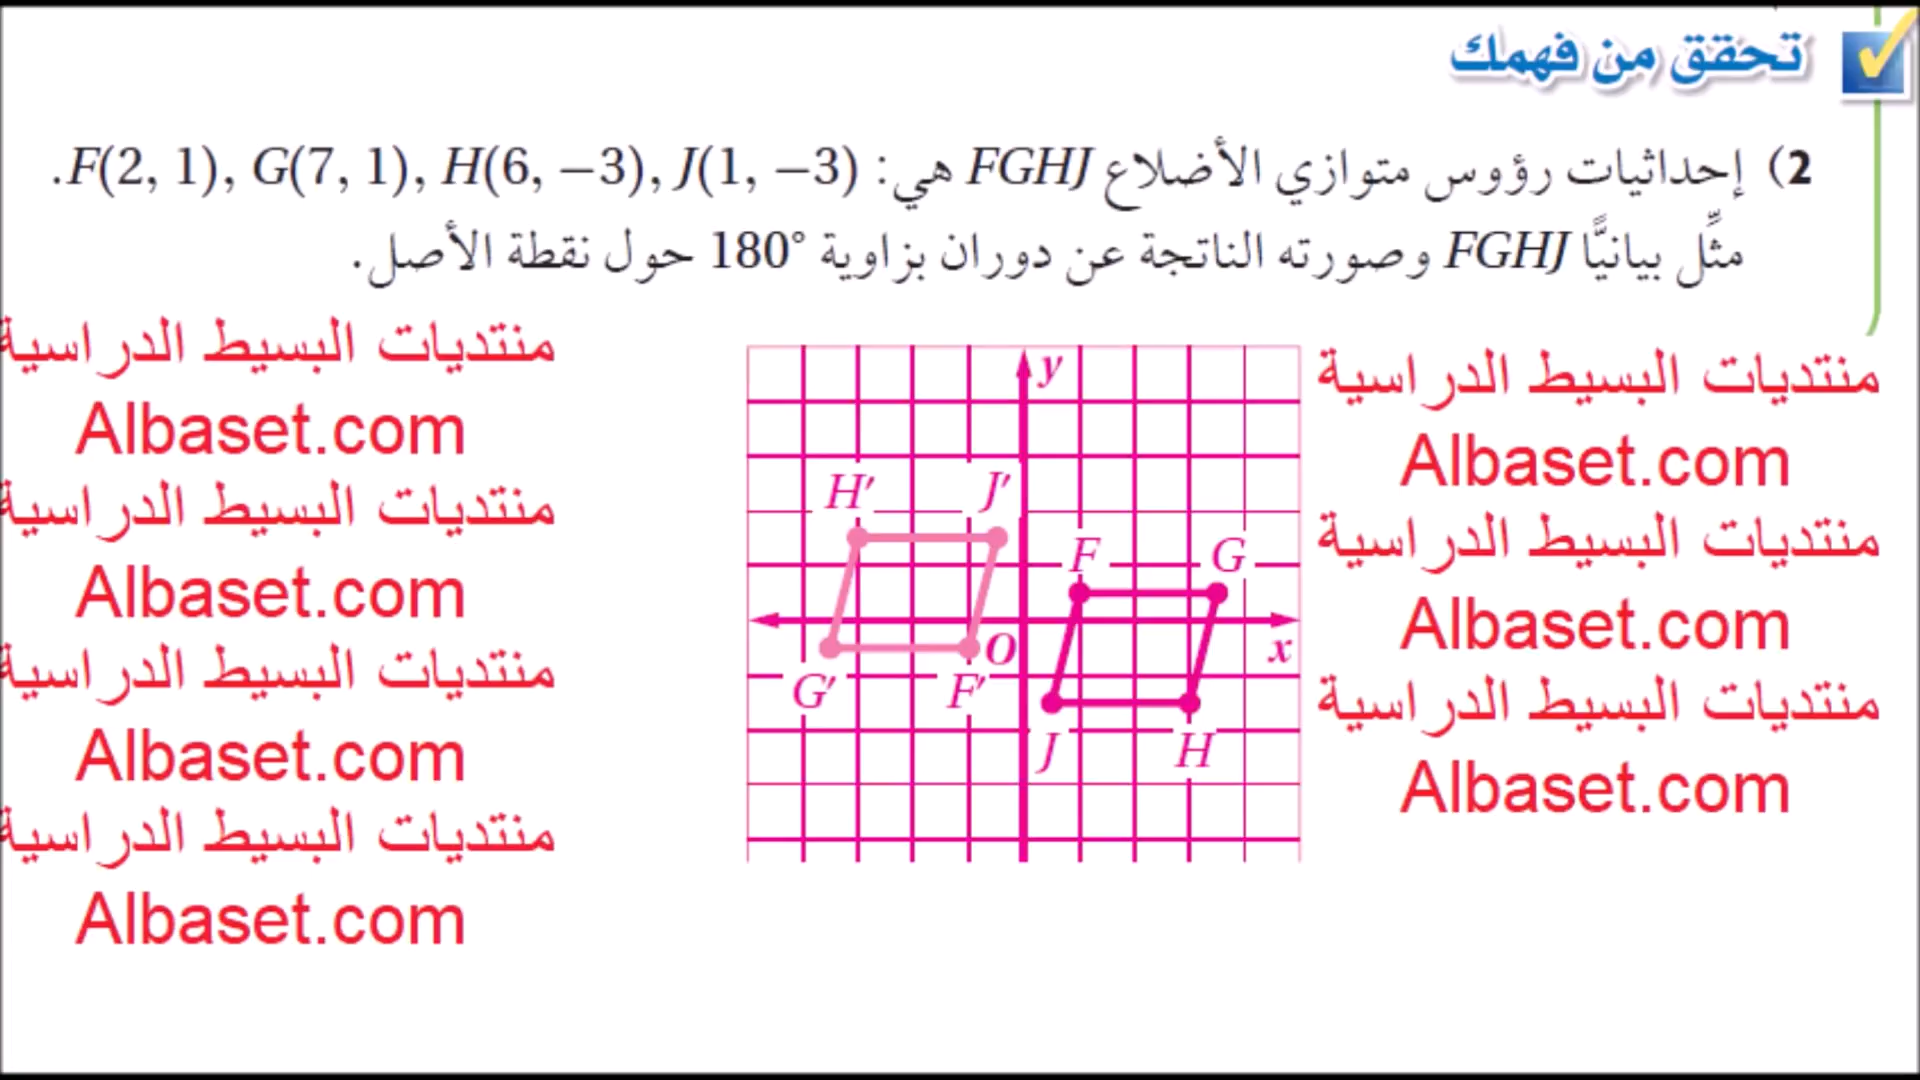 تحقق من فهمك
2) إحداثيات رؤوس متوازي الأضلاع FGHJ هي: F(2, 1), G(7, 1), H(6, −3), J(1, −3).
مثِّل بيانيًّا FGHJ وصورته الناتجة عن دوران بزاوية 180° حول نقطة الأصل.
منتديات البسيط الدراسية
Albaset.com
منتديات البسيط الدراسية
Albaset.com
منتديات البسيط الدراسية
Albaset.com
y
H′
J′
F
G
O
x
G′
F′
J
H
منتديات البسيط الدراسية
Albaset.com
منتديات البسيط الدراسية
Albaset.com
منتديات البسيط الدراسية
Albaset.com
منتديات البسيط الدراسية
Albaset.com